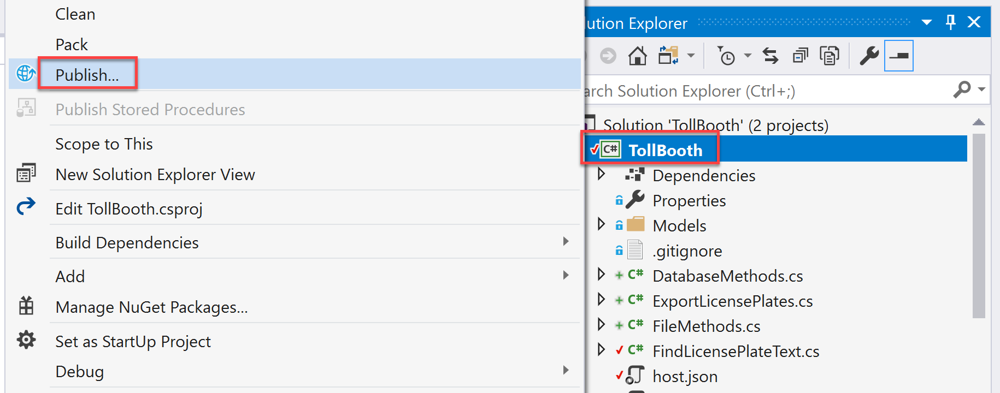 Clean
Pack
Publish...
Publish Stored Procedures
Scope to This
New Solution Explorer View
Edit TollBooth.csproj
Build Dependencies
Add
Manage NuGet Packages...
Set as StartUp Project
Debug
ution Explorer
arch Solution Explorer (Ctrl+;)
Solution 'TollBooth' (2 projects)
C# TollBooth
Dependencies
Properties
Models
.gitignore
C# DatabaseMethods.cs
C# ExportLicensePlates.cs
C# FileMethods.cs
C# FindLicensePlateText.cs
host.json